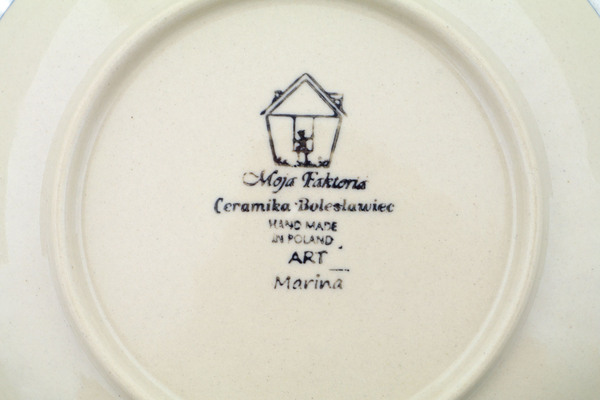 Moja Faktoria
Ceramika Bolesławiec
HAND MADE
IN POLAND
ART
Marina